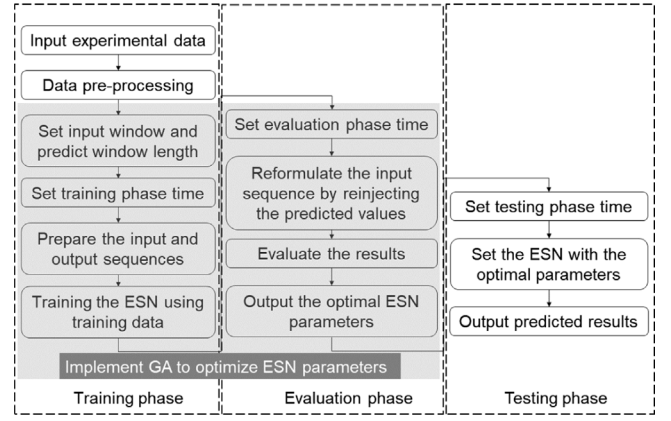 Input experimental data
Data pre-processing
Set input window and
predict window length
Set training phase time
Prepare the input and
output sequences
Training the ESN using
training data
Set evaluation phase time
Reformulate the input
sequence by reinjecting
the predicted values
Evaluate the results
Output the optimal ESN
parameters
Set testing phase time
Set the ESN with the
optimal parameters
Output predicted results
Implement GA to optimize ESN parameters
Training phase
Evaluation phase
Testing phase